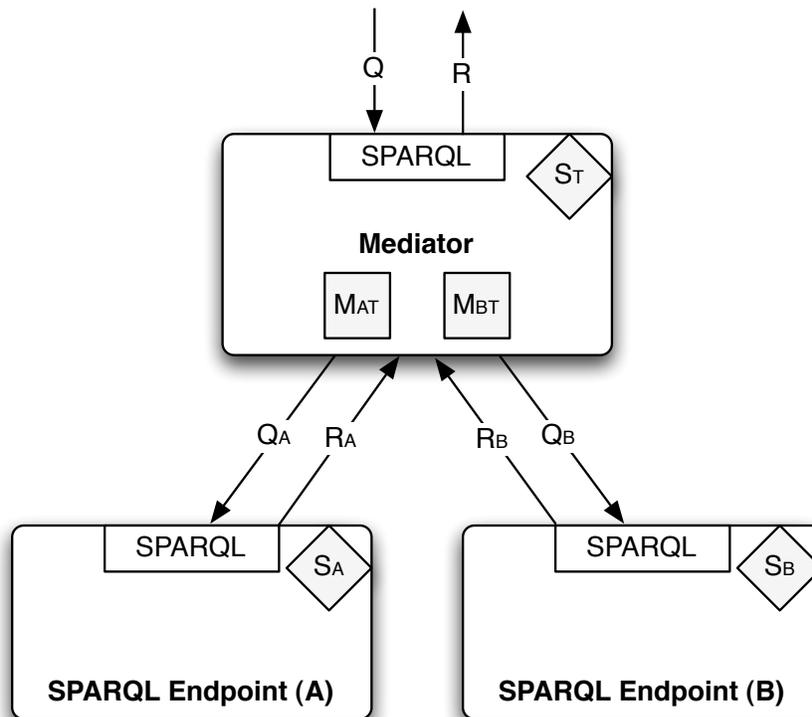 Q
R
SPARQL
ST
Mediator
MAT
MBT
QA
RA
RB
QB
SPARQL
SA
SPARQL
SB
SPARQL Endpoint (A)
SPARQL Endpoint (B)